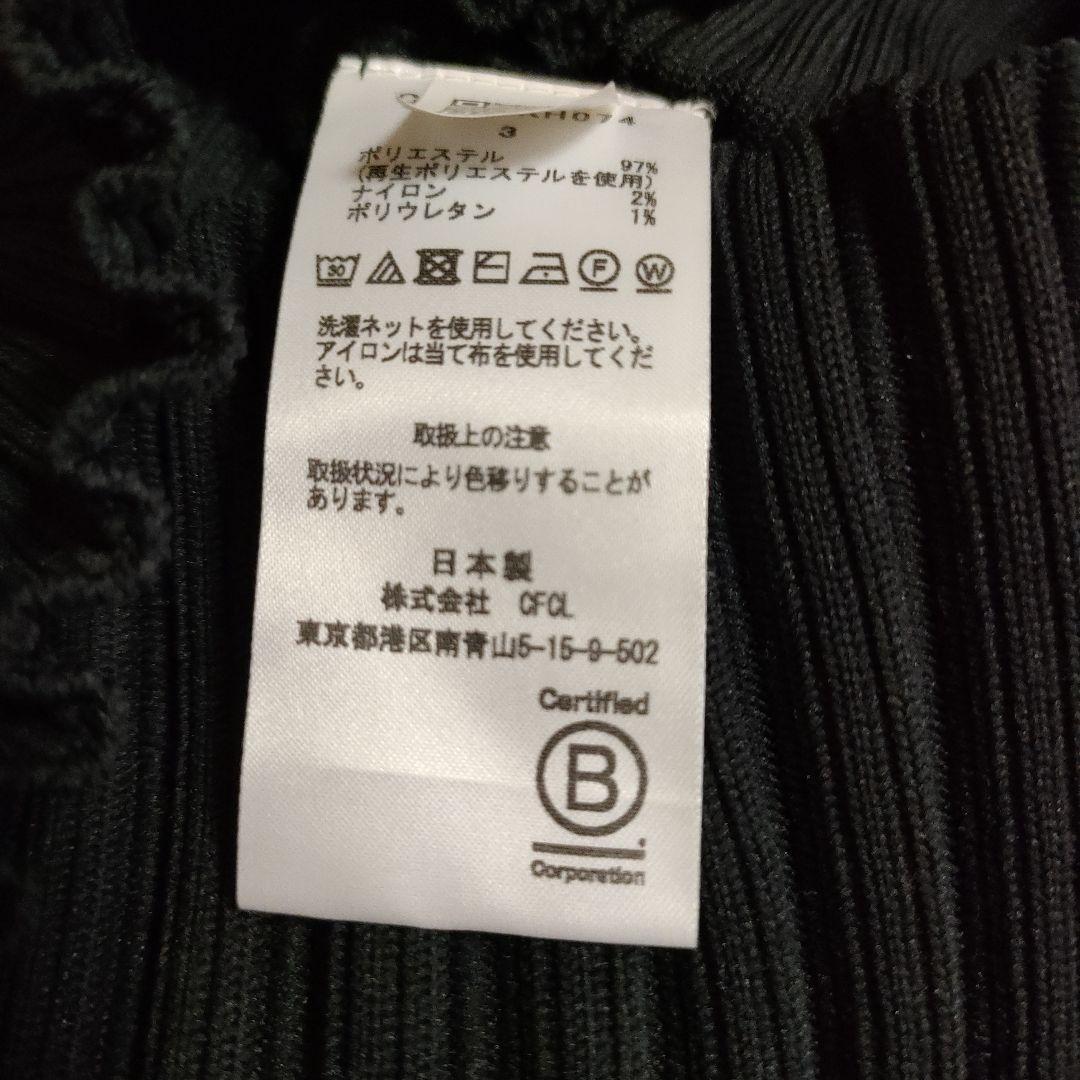 3
ポリエステル 97%
(再生ポリエステルを使用)
ナイロン 2%
ポリウレタン 1%
30 F W
洗濯ネットを使用してください。
アイロンは当て布を使用してくだ
さい。
取扱上の注意
取扱状況により色移りすることが
あります。
日本製
株式会社 CFCL
東京都港区南青山5-15-9-502
Certified
B
Corporation